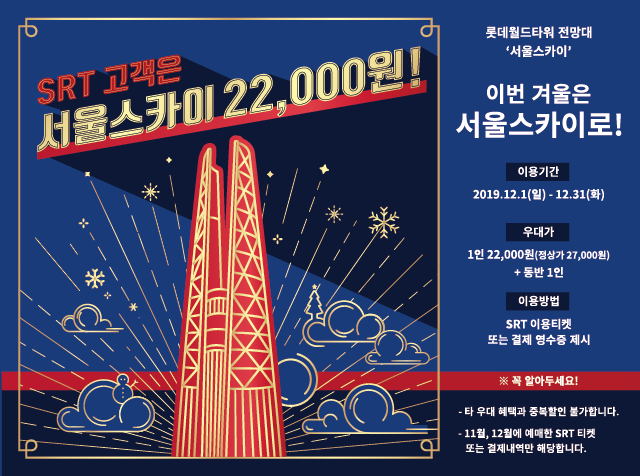 SRT 고객은
서울스카이 22,000원!
롯데월드타워 전망대
‘서울스카이’
이번 겨울은
서울스카이로!
이용기간
2019.12.1(일) - 12.31(화)
우대가
1인 22,000원(정상가 27,000원)
+ 동반 1인
이용방법
SRT 이용티켓
또는 결제 영수증 제시
※ 꼭 알아두세요!
- 타 우대 혜택과 중복할인 불가합니다.
- 11월, 12월에 예매한 SRT 티켓
또는 결제내역만 해당합니다.